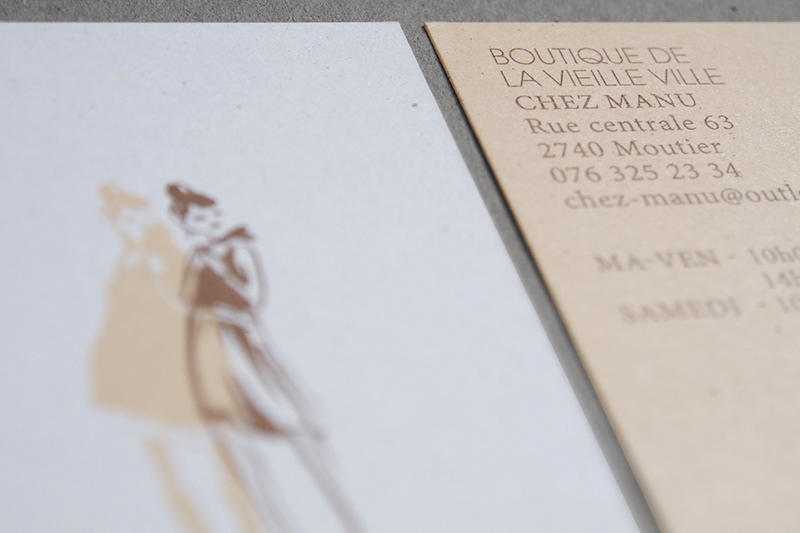 BOUTIQUE DE
LA VIEILLE VILLE
CHEZ MANU
Rue centrale 63
2740 Moutier
076 325 23 34
chez-manu@outl
MA-VEN - 10h0
14h
SAMEDI - 10